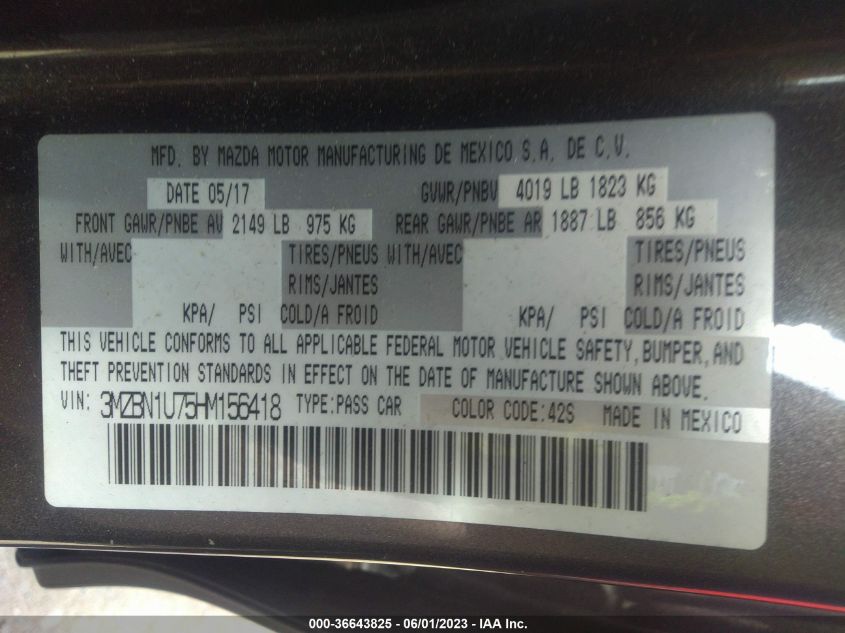 MFD. BY MAZDA MOTOR MANUFACTURING DE MEXICO S.A. DE C.V.
DATE 05/17 GVWR/PNBV 4019 LB 1823 KG
FRONT GAWR/PNBE AV 2149 LB 975 KG REAR GAWR/PNBE AR 1887 LB 856 KG
WITH/AVEC TIRES/PNEUS WITH/AVEC TIRES/PNEUS
RIMS/JANTES RIMS/JANTES
KPA/ PSI COLD/A FROID KPA/ PSI COLD/A FROID
THIS VEHICLE CONFORMS TO ALL APPLICABLE FEDERAL MOTOR VEHICLE SAFETY, BUMPER, AND
THEFT PREVENTION STANDARDS IN EFFECT ON THE DATE OF MANUFACTURE SHOWN ABOVE.
VIN: 3MZBN1U75HM156418 TYPE:PASS CAR COLOR CODE:42S MADE IN MEXICO
000-36643825 - 06/01/2023 - IAA Inc.